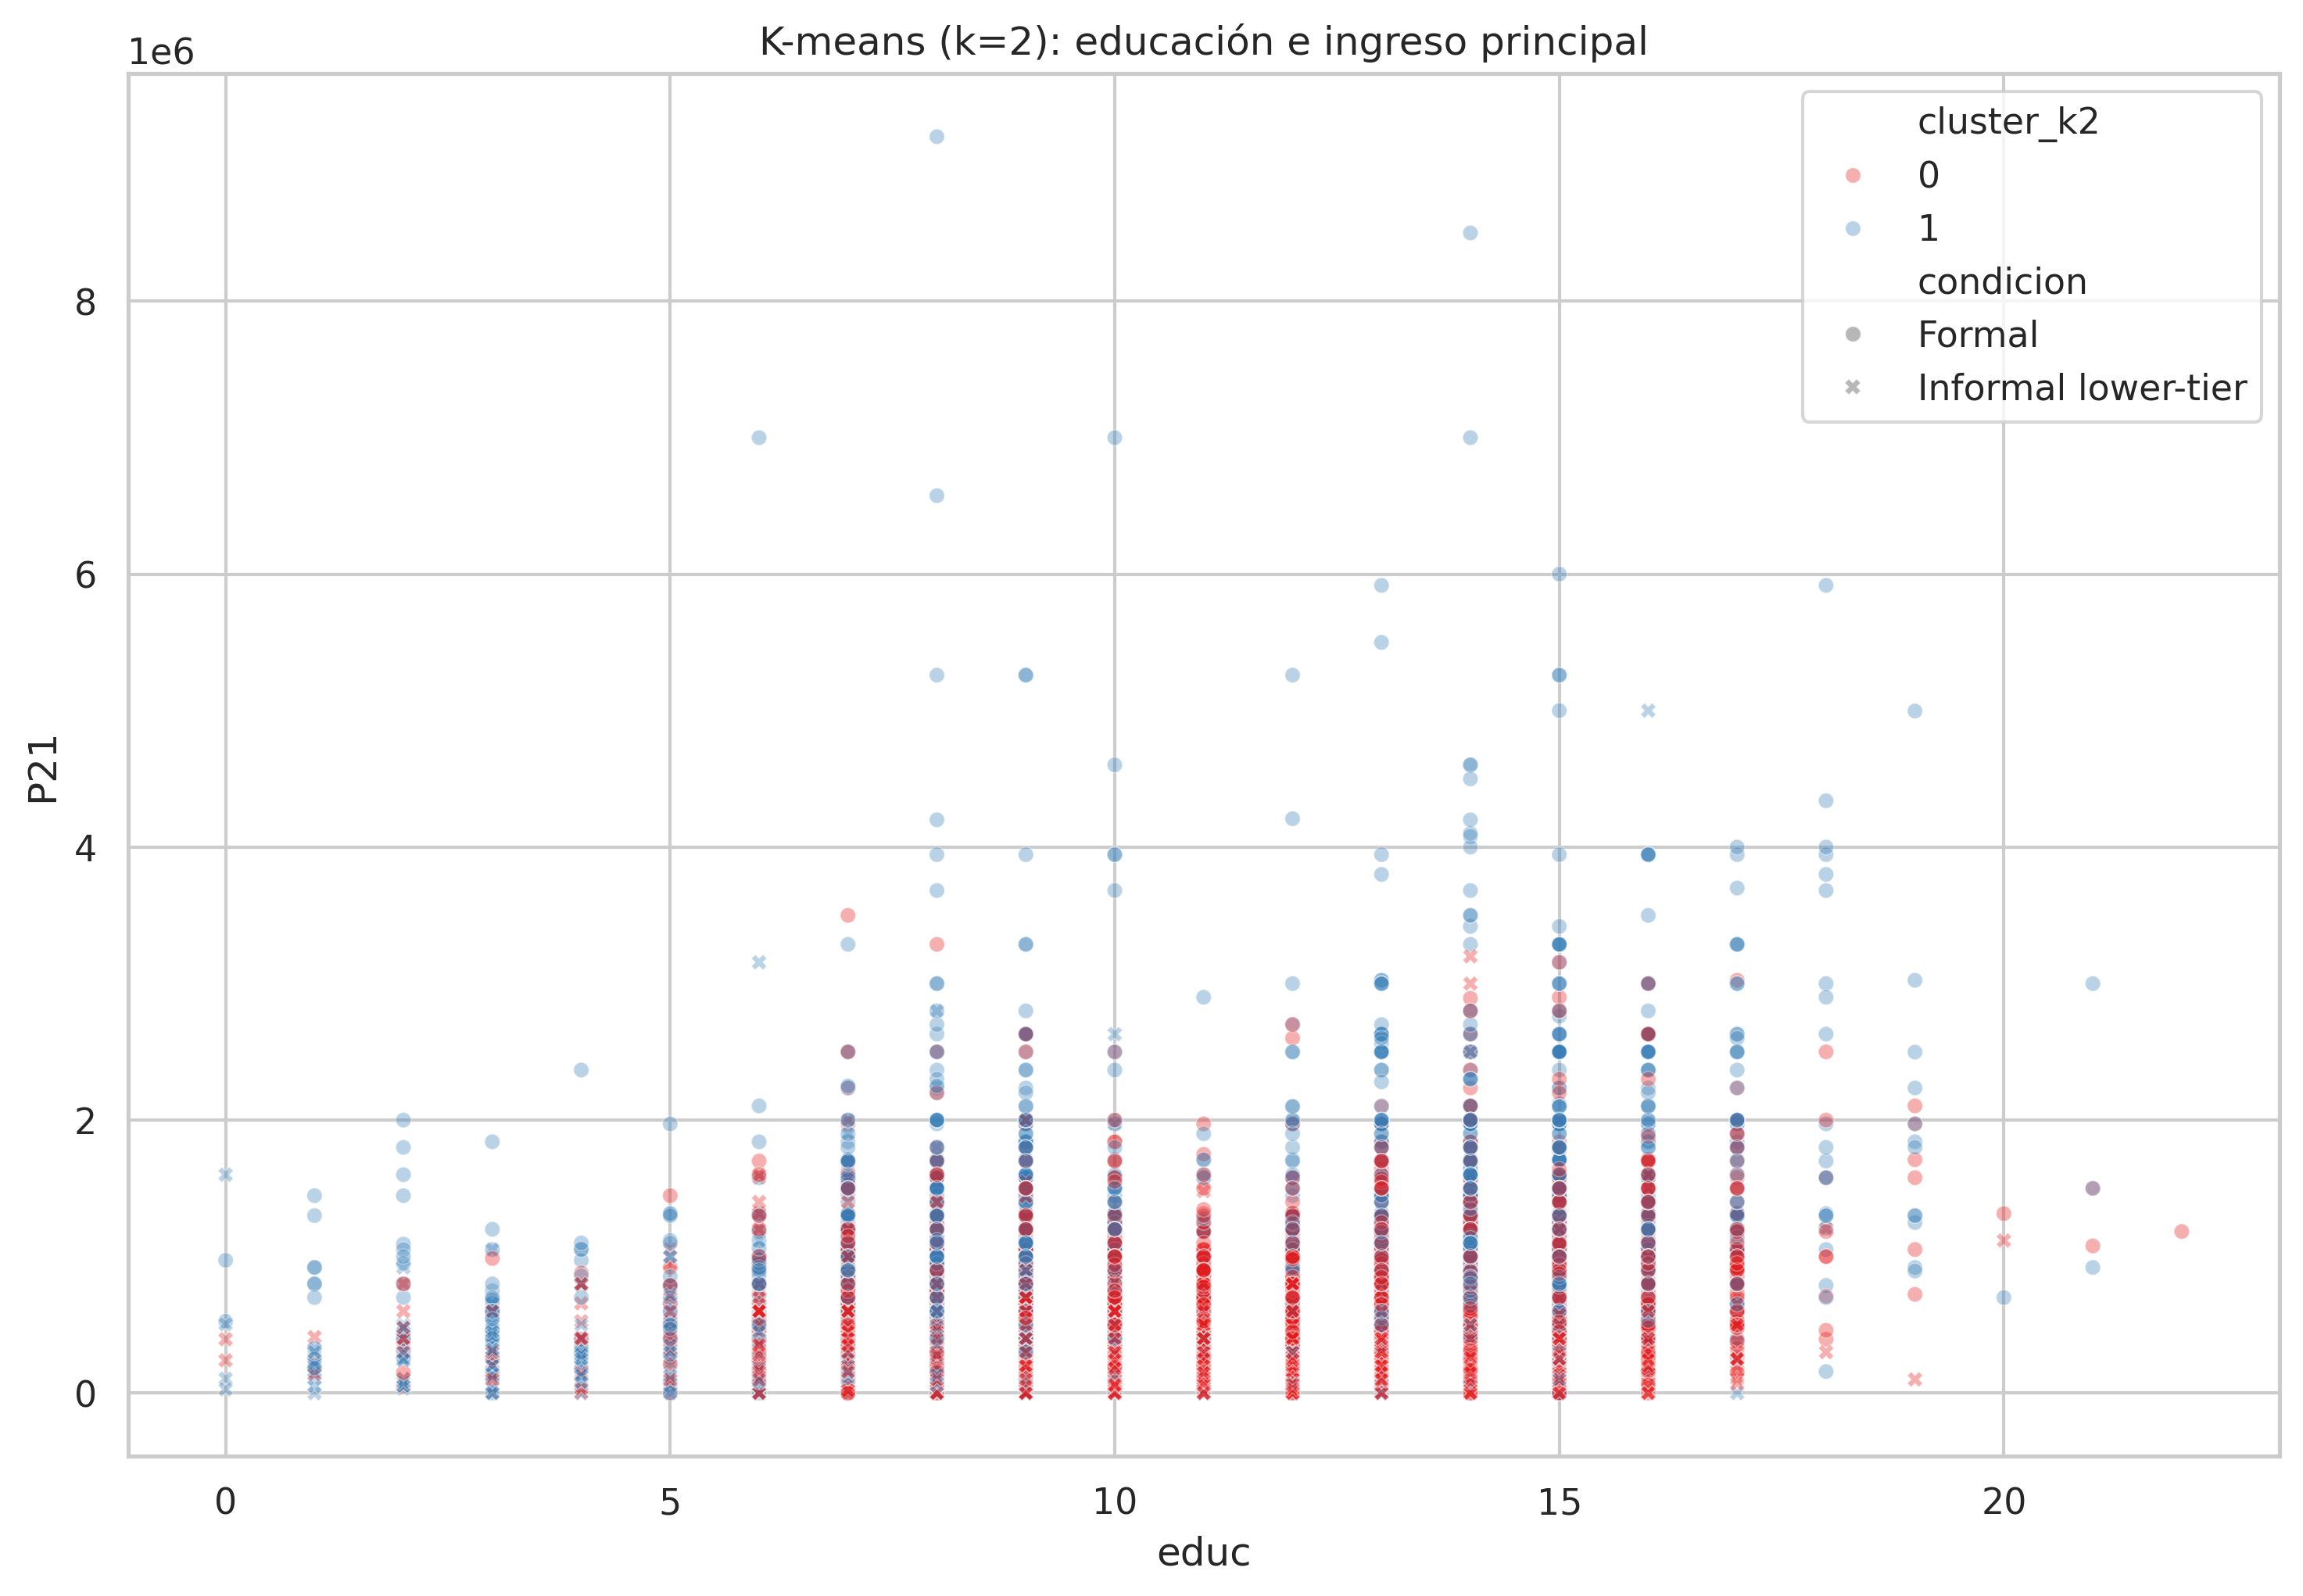 K-means (k=2): educación e ingreso principal
1e6
cluster_k2
0
1
condicion
Formal
Informal lower-tier
8
6
4
2
0
P21
0 5 10 15 20
educ